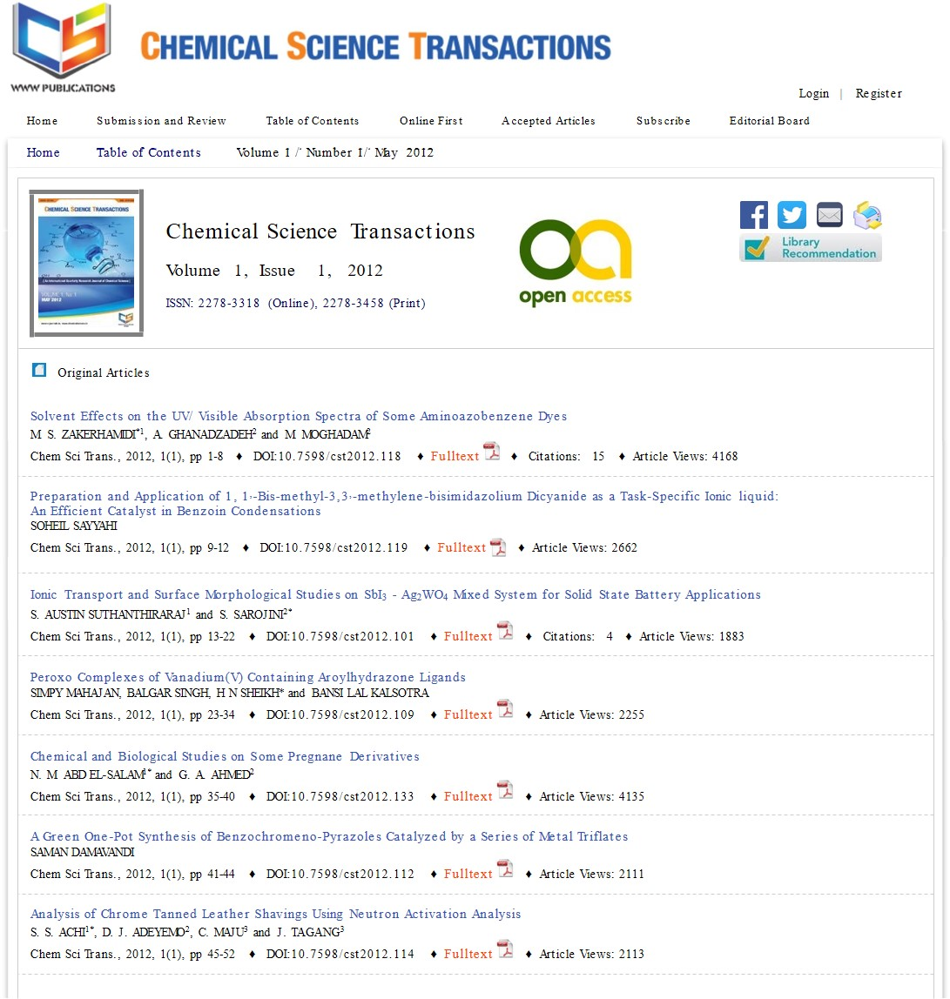 WWW PUBLICATIONS
CHEMICAL SCIENCE TRANSACTIONS
Login | Register
Home Submission and Review Table of Contents Online First Accepted Articles Subscribe Editorial Board
Home Table of Contents Volume 1 / Number 1/ May 2012
CHEMICAL SCIENCE TRANSACTIONS
VOLUME 1, No. 1
MAY 2012
Chemical Science Transactions
Volume 1, Issue 1, 2012
ISSN: 2278-3318 (Online), 2278-3458 (Print)
open access
Library
Recommendation
Original Articles
Solvent Effects on the UV/ Visible Absorption Spectra of Some Aminoazobenzene Dyes
M. S. ZAKERHAMIDI*1, A. GHANADZADEH2 and M. MOGHADAM2
Chem Sci Trans., 2012, 1(1), pp 1-8 ♦ DOI:10.7598/cst2012.118 ♦ Fulltext ♦ Citations: 15 ♦ Article Views: 4168
Preparation and Application of 1, 1'-Bis-methyl-3,3'-methylene-bisimidazolium Dicyanide as a Task-Specific Ionic liquid:
An Efficient Catalyst in Benzoin Condensations
SOHEIL SAYYAHI
Chem Sci Trans., 2012, 1(1), pp 9-12 ♦ DOI:10.7598/cst2012.119 ♦ Fulltext ♦ Article Views: 2662
Ionic Transport and Surface Morphological Studies on SbI3 - Ag2WO4 Mixed System for Solid State Battery Applications
S. AUSTIN SUTHANTHIRARAJ1 and S. SAROJINI2*
Chem Sci Trans., 2012, 1(1), pp 13-22 ♦ DOI:10.7598/cst2012.101 ♦ Fulltext ♦ Citations: 4 ♦ Article Views: 1883
Peroxo Complexes of Vanadium(V) Containing Aroylhydrazone Ligands
SIMPY MAHAJAN, BALGAR SINGH, H N SHEIKH* and BANSI LAL KALSOTRA
Chem Sci Trans., 2012, 1(1), pp 23-34 ♦ DOI:10.7598/cst2012.109 ♦ Fulltext ♦ Article Views: 2255
Chemical and Biological Studies on Some Pregnane Derivatives
N. M. ABD EL-SALAM1* and G. A. AHMED2
Chem Sci Trans., 2012, 1(1), pp 35-40 ♦ DOI:10.7598/cst2012.133 ♦ Fulltext ♦ Article Views: 4135
A Green One-Pot Synthesis of Benzochromeno-Pyrazoles Catalyzed by a Series of Metal Triflates
SAMAN DAMAVANDI
Chem Sci Trans., 2012, 1(1), pp 41-44 ♦ DOI:10.7598/cst2012.112 ♦ Fulltext ♦ Article Views: 2111
Analysis of Chrome Tanned Leather Shavings Using Neutron Activation Analysis
S. S. ACHI1*, D. J. ADEYEMO2, C. MAJU3 and J. TAGANG3
Chem Sci Trans., 2012, 1(1), pp 45-52 ♦ DOI:10.7598/cst2012.114 ♦ Fulltext ♦ Article Views: 2113